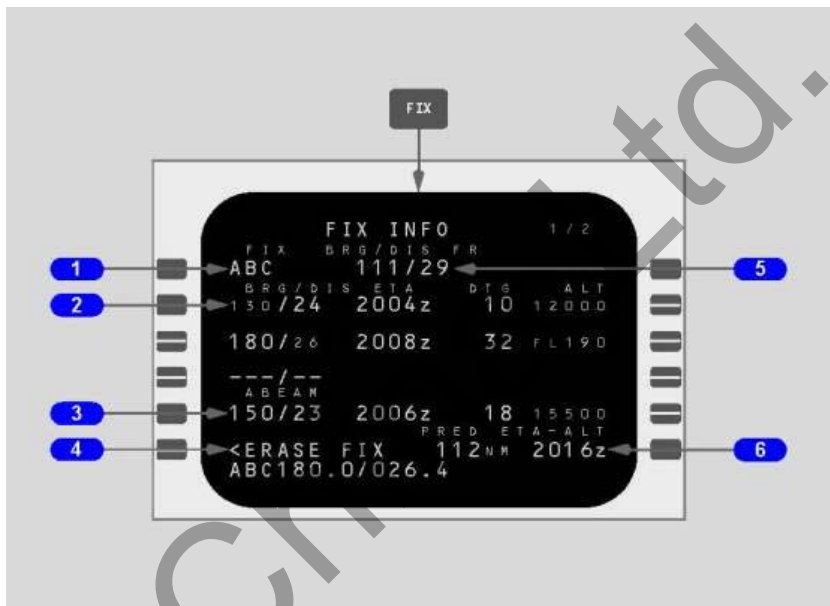 FIX
FIX INFO 1/2
FIX BRG/DIS FR
1 ABC 111/29 5
BRG/DIS ETA DTG ALT
2 130/24 2004z 10 12000
180/26 2008z 32 FL190
---/--
ABEAM
3 150/23 2006z 18 15500
PRED ETA-ALT
4 <ERASE FIX 112NM 2016z 6
ABC180.0/026.4
Ltd.